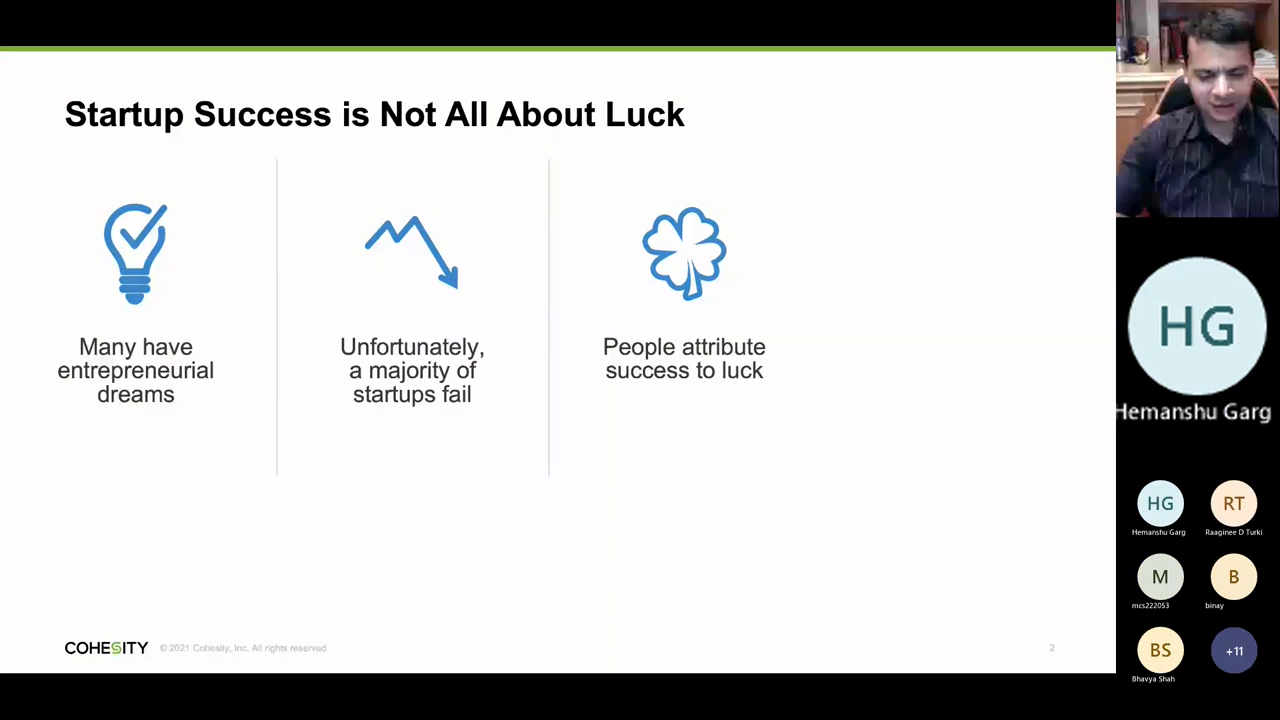 Startup Success is Not All About Luck
Many have
entrepreneurial
dreams
Unfortunately,
a majority of
startups fail
People attribute
success to luck
COHESITY © 2021 Cohesity, Inc. All rights reserved.
2
HG
Hemanshu Garg
HG
Hemanshu Garg
RT
Raaginee D Turki
M
mcs222053
B
binay
BS
Bhavya Shah
+11